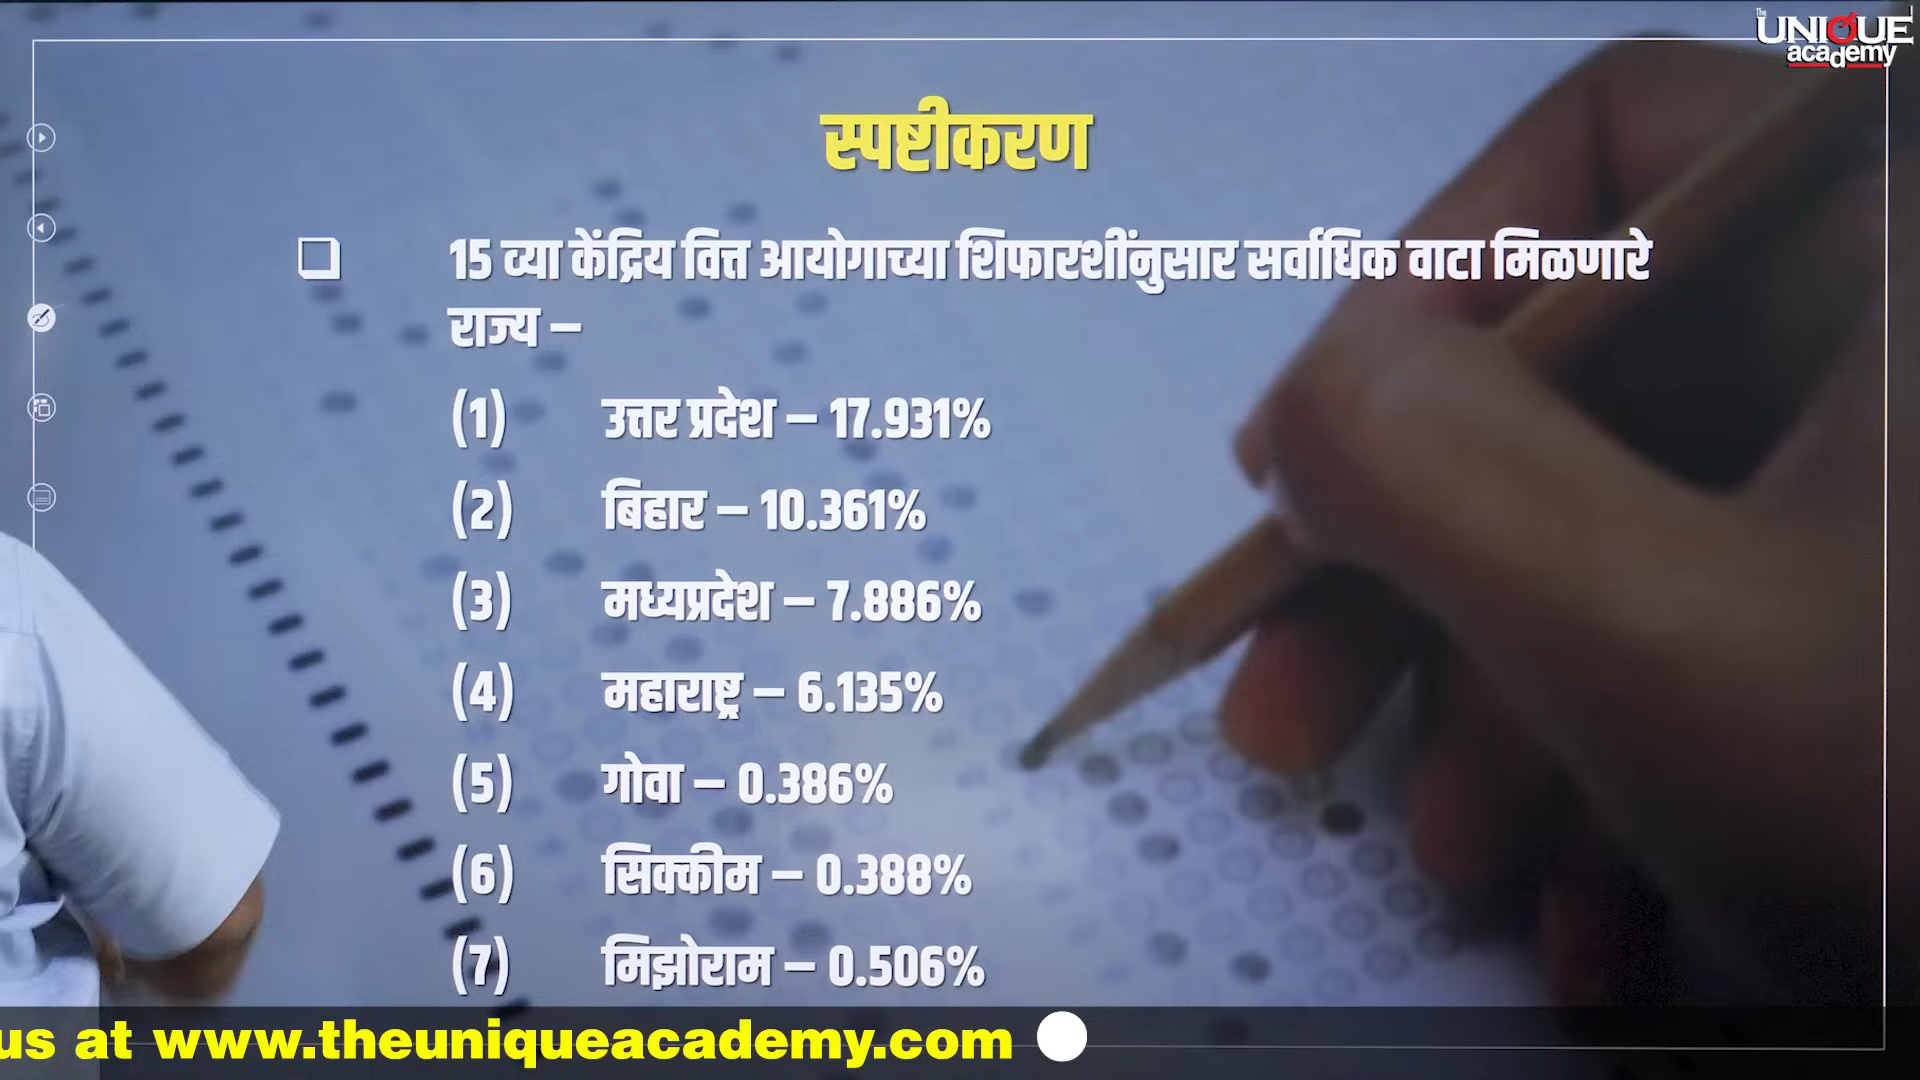 The
UNIQUE
academy
स्पष्टीकरण
15 व्या केंद्रिय वित्त आयोगाच्या शिफारशींनुसार सर्वाधिक वाटा मिळणारे
राज्य –
(1) उत्तर प्रदेश – 17.931%
(2) बिहार – 10.361%
(3) मध्यप्रदेश – 7.886%
(4) महाराष्ट्र – 6.135%
(5) गोवा – 0.386%
(6) सिक्कीम – 0.388%
(7) मिझोराम – 0.506%
us at www.theuniqueacademy.com